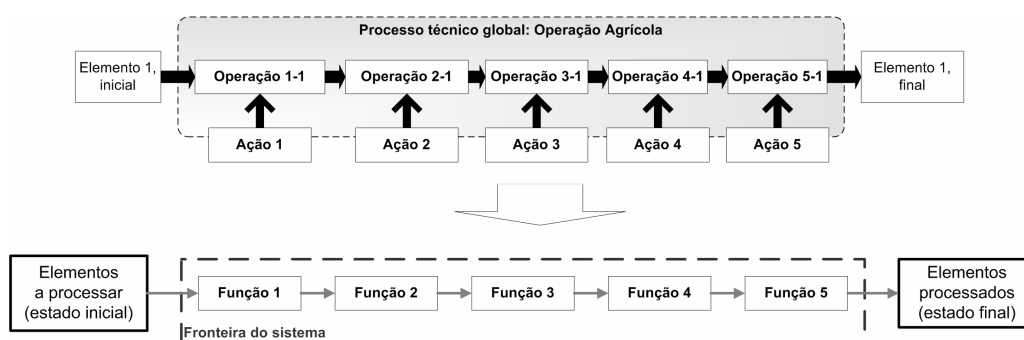 Processo técnico global: Operação Agrícola
Elemento 1,
inicial
Operação 1-1
Operação 2-1
Operação 3-1
Operação 4-1
Operação 5-1
Elemento 1,
final
Ação 1
Ação 2
Ação 3
Ação 4
Ação 5
Elementos
a processar
(estado inicial)
Função 1
Função 2
Função 3
Função 4
Função 5
Elementos
processados
(estado final)
Fronteira do sistema